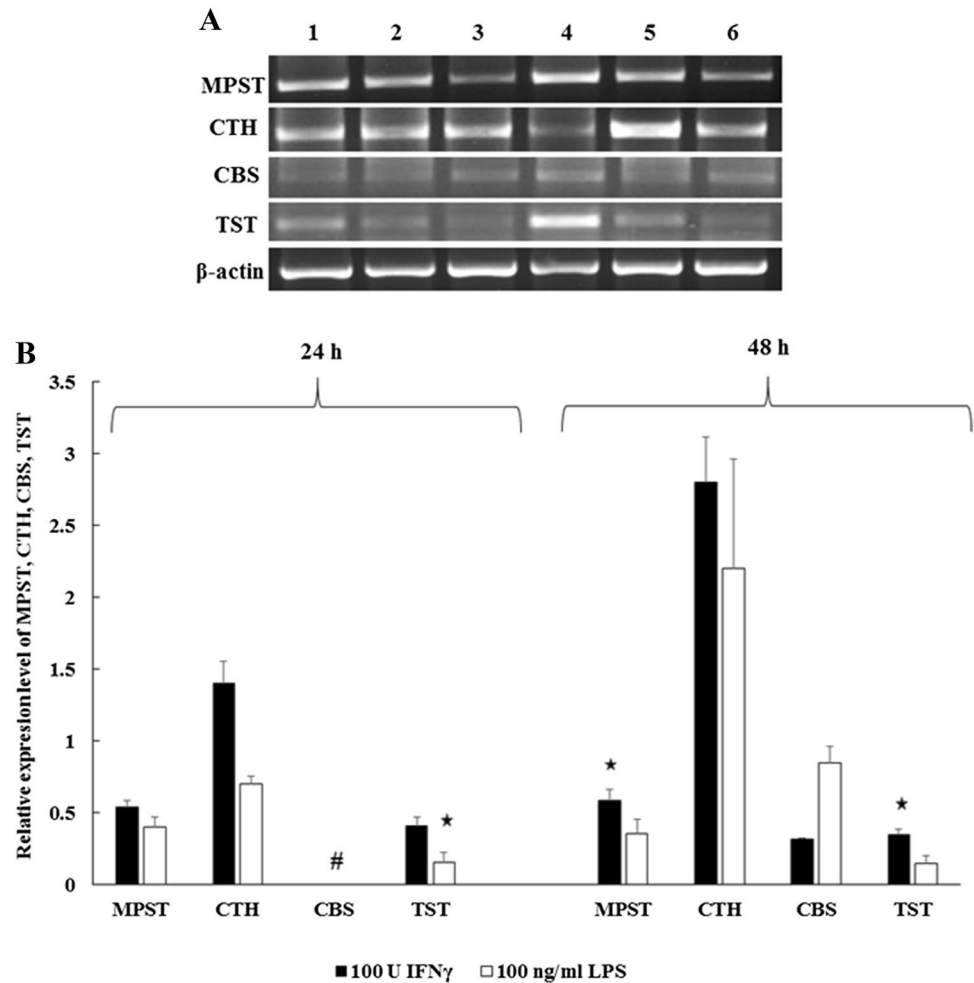 A
1 2 3 4 5 6
MPST
CTH
CBS
TST
β-actin
B
24 h 48 h
Relative expresion level of MPST, CTH, CBS, TST
3.5
3
2.5
2
1.5
1
0.5
0
★ ★ ★
#
MPST CTH CBS TST MPST CTH CBS TST
■ 100 U IFNγ □ 100 ng/ml LPS